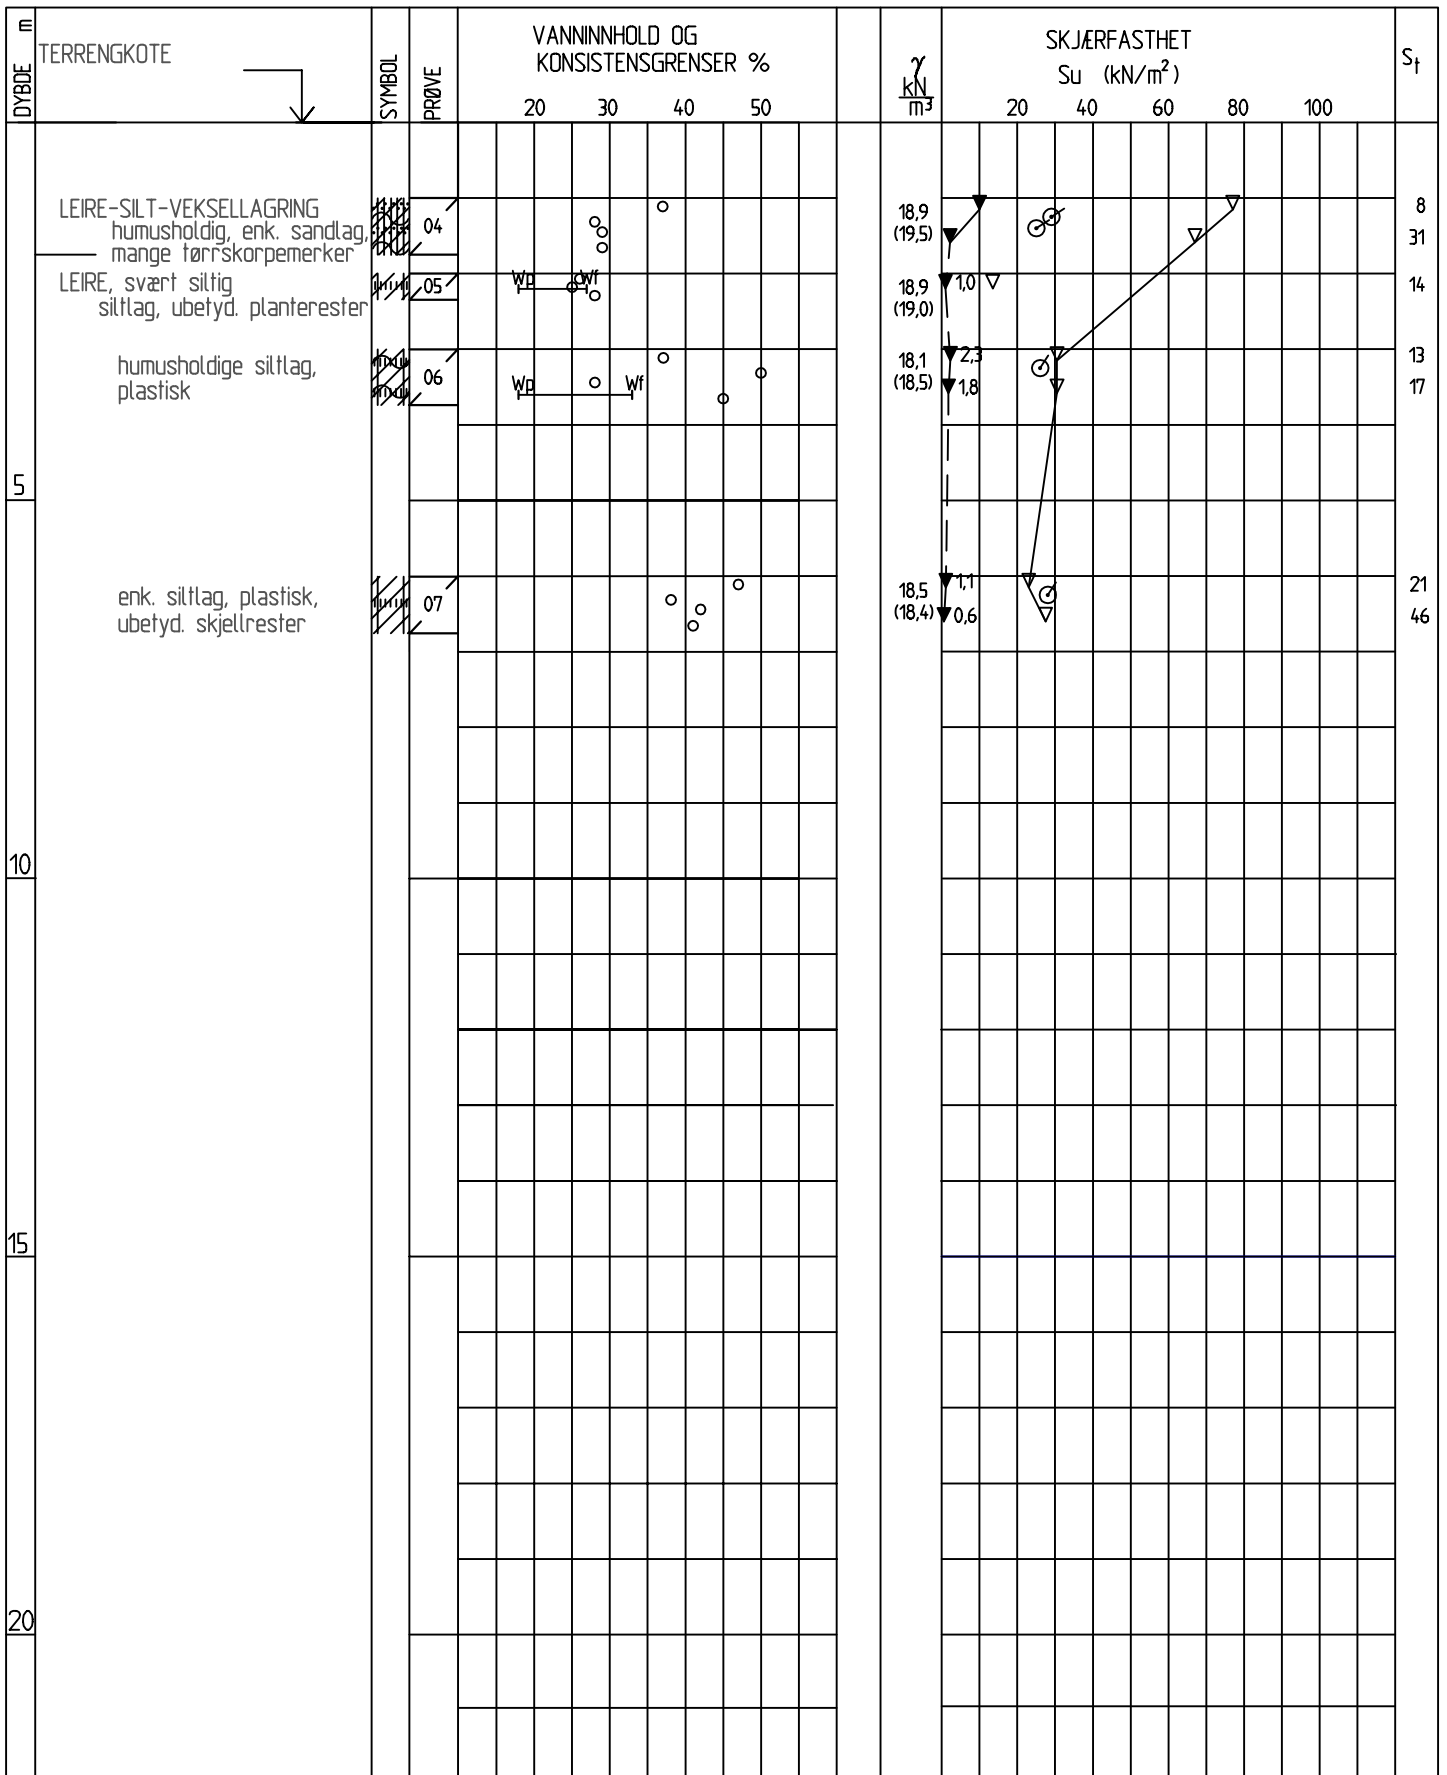 DYBDE m
TERRENGKOTE
SYMBOL
PRØVE
VANNINNHOLD OG
KONSISTENSGRENSER %
20 30 40 50
γ
kN
m³
SKJÆRFASTHET
Su (kN/m²)
20 40 60 80 100
St
LEIRE-SILT-VEKSELLAGRING
humusholdig, enk. sandlag,
mange tørrskorpemerker
04
18,9
(19,5)
8
31
LEIRE, svært siltig
siltlag, ubetyd. planterester
05
Wp Wf
18,9
(19,0)
1,0
14
humusholdige siltlag,
plastisk
06
Wp Wf
18,1
(18,5)
2,3
1,8
13
17
5
enk. siltlag, plastisk,
ubetyd. skjellrester
07
18,5
(18,4)
1,1
0,6
21
46
10
15
20